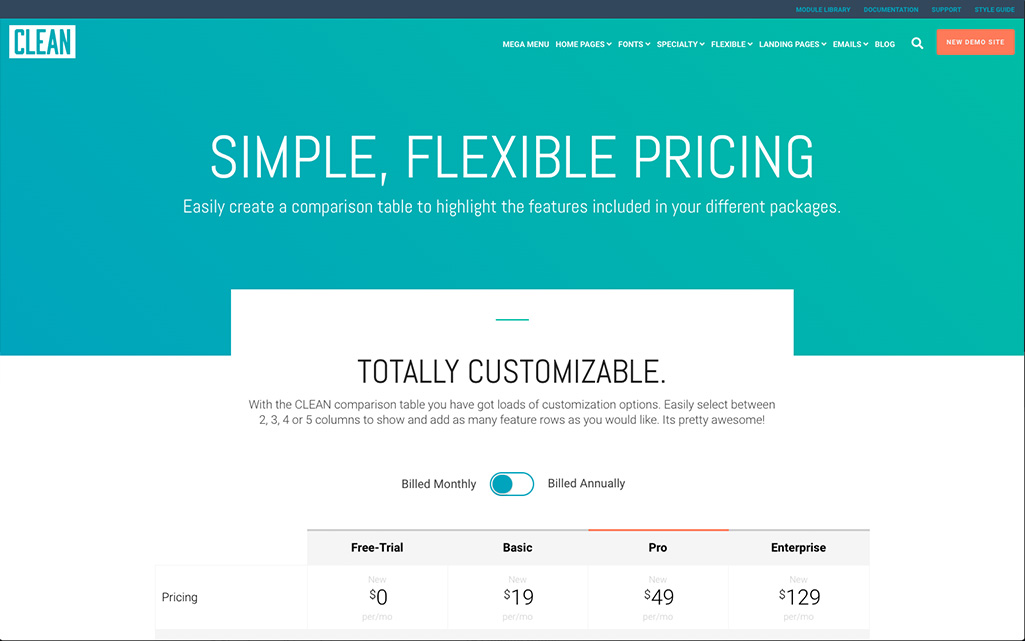 MODULE LIBRARY DOCUMENTATION SUPPORT STYLE GUIDE
CLEAN
MEGA MENU HOME PAGES FONTS SPECIALTY FLEXIBLE LANDING PAGES EMAILS BLOG
NEW DEMO SITE
SIMPLE, FLEXIBLE PRICING
Easily create a comparison table to highlight the features included in your different packages.
TOTALLY CUSTOMIZABLE.
With the CLEAN comparison table you have got loads of customization options. Easily select between
2, 3, 4 or 5 columns to show and add as many feature rows as you would like. Its pretty awesome!
Billed Monthly Billed Annually
Free-Trial Basic Pro Enterprise
New New New New
Pricing $0 $19 $49 $129
per/mo per/mo per/mo per/mo